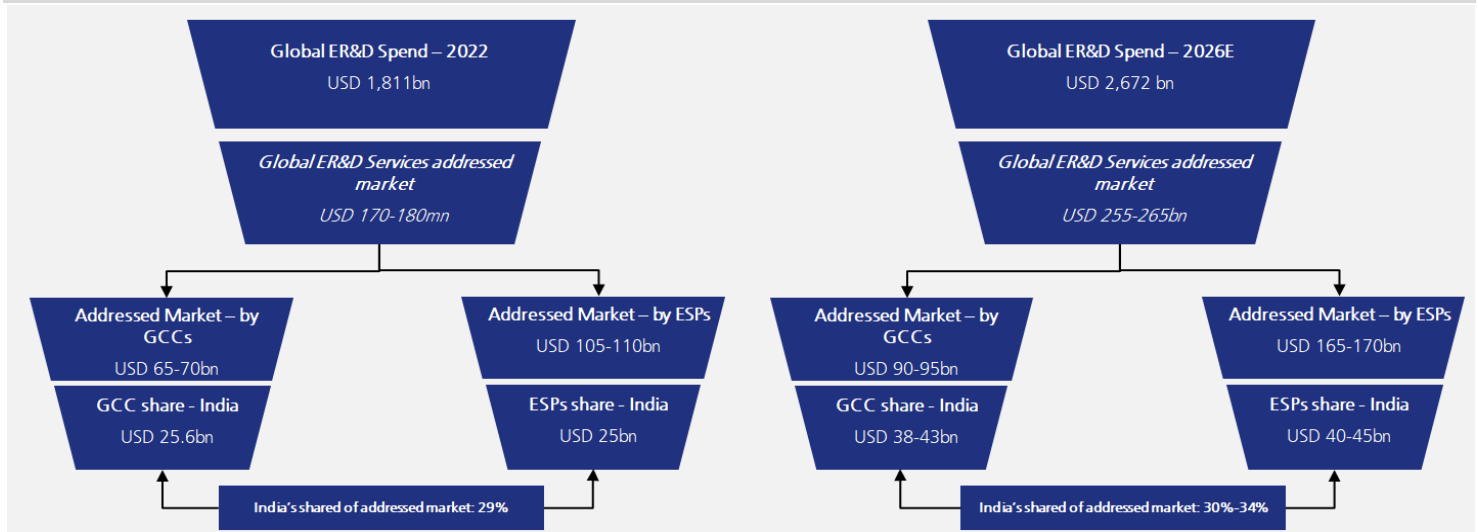 Global ER&D Spend – 2022
USD 1,811bn
Global ER&D Services addressed
market
USD 170-180mn
Addressed Market – by
GCCs
USD 65-70bn
GCC share - India
USD 25.6bn
Addressed Market – by ESPs
USD 105-110bn
ESPs share - India
USD 25bn
India's shared of addressed market: 29%
Global ER&D Spend – 2026E
USD 2,672 bn
Global ER&D Services addressed
market
USD 255-265bn
Addressed Market – by
GCCs
USD 90-95bn
GCC share - India
USD 38-43bn
Addressed Market – by ESPs
USD 165-170bn
ESPs share - India
USD 40-45bn
India's shared of addressed market: 30%-34%